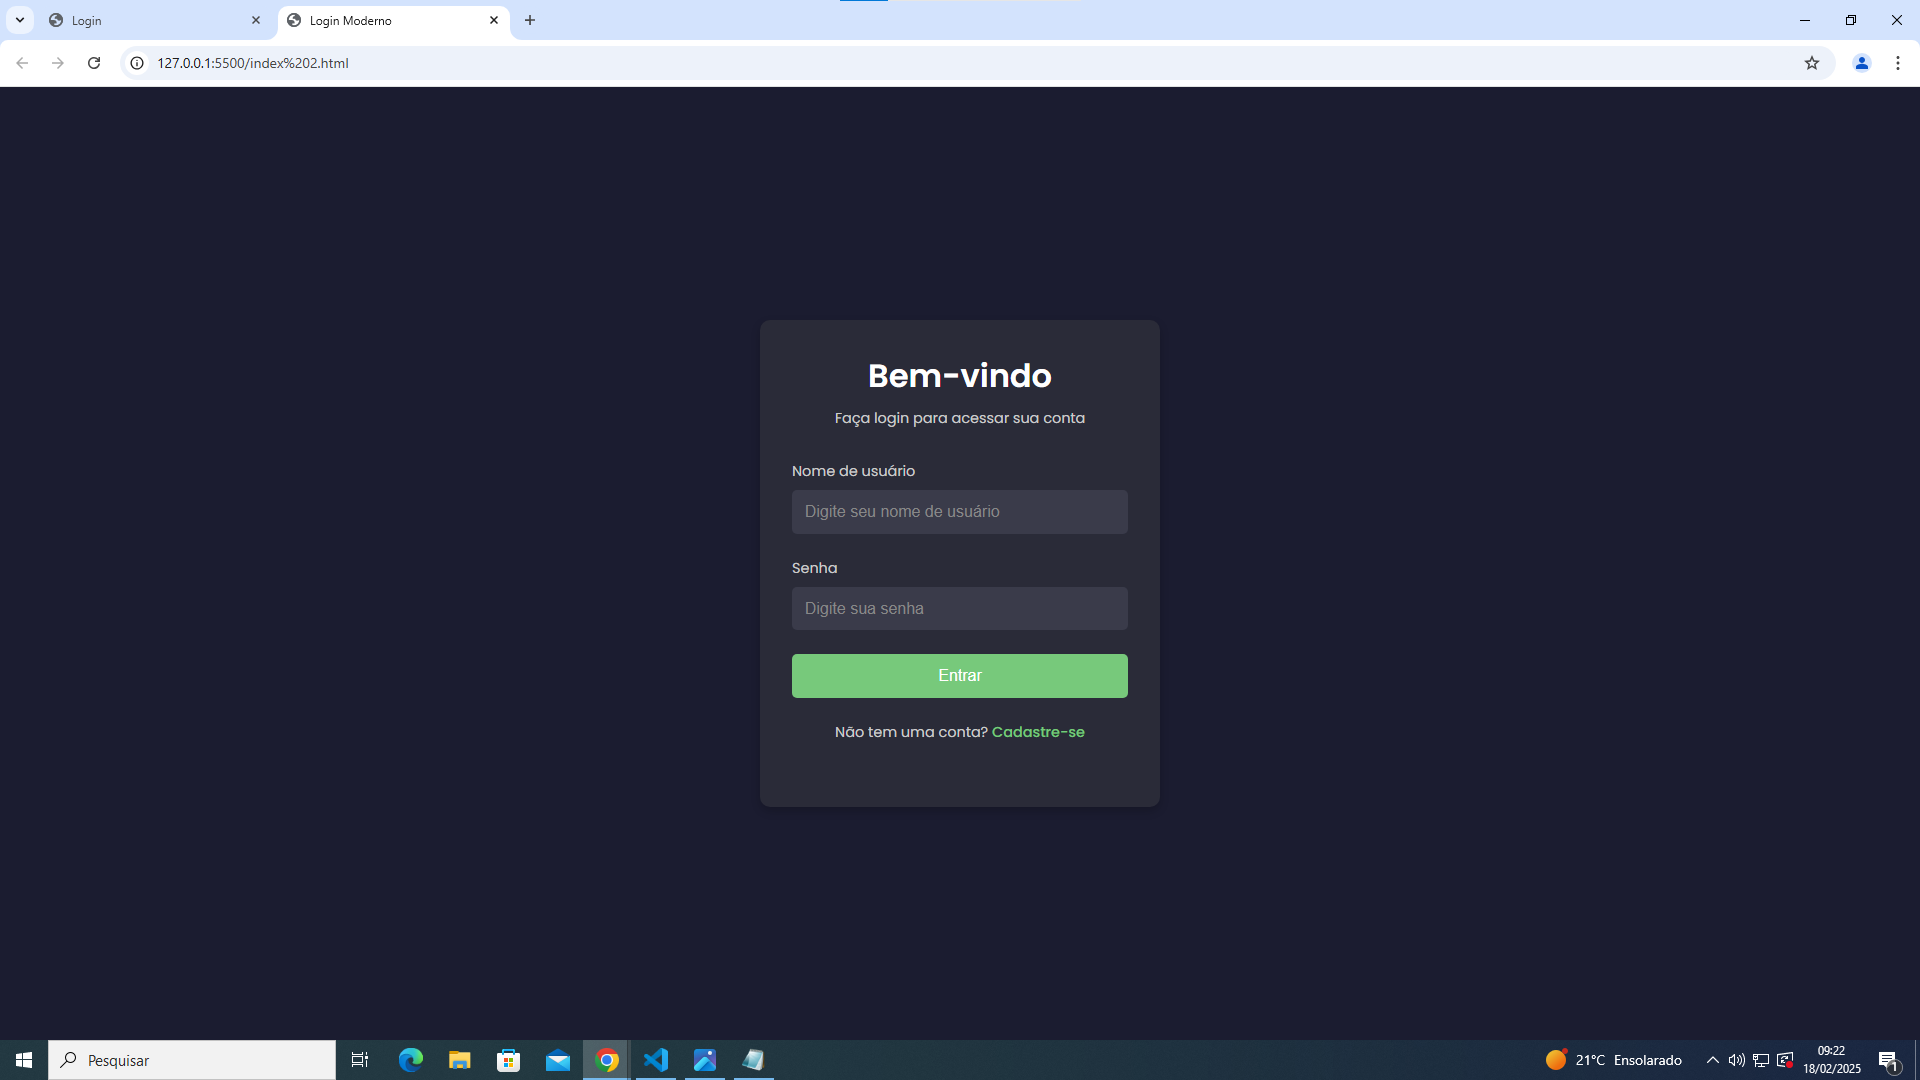 Login
Login Moderno
127.0.0.1:5500/index%202.html
Bem-vindo
Faça login para acessar sua conta
Nome de usuário
Digite seu nome de usuário
Senha
Digite sua senha
Entrar
Não tem uma conta? Cadastre-se
Pesquisar
21°C Ensolarado
09:22
18/02/2025
1